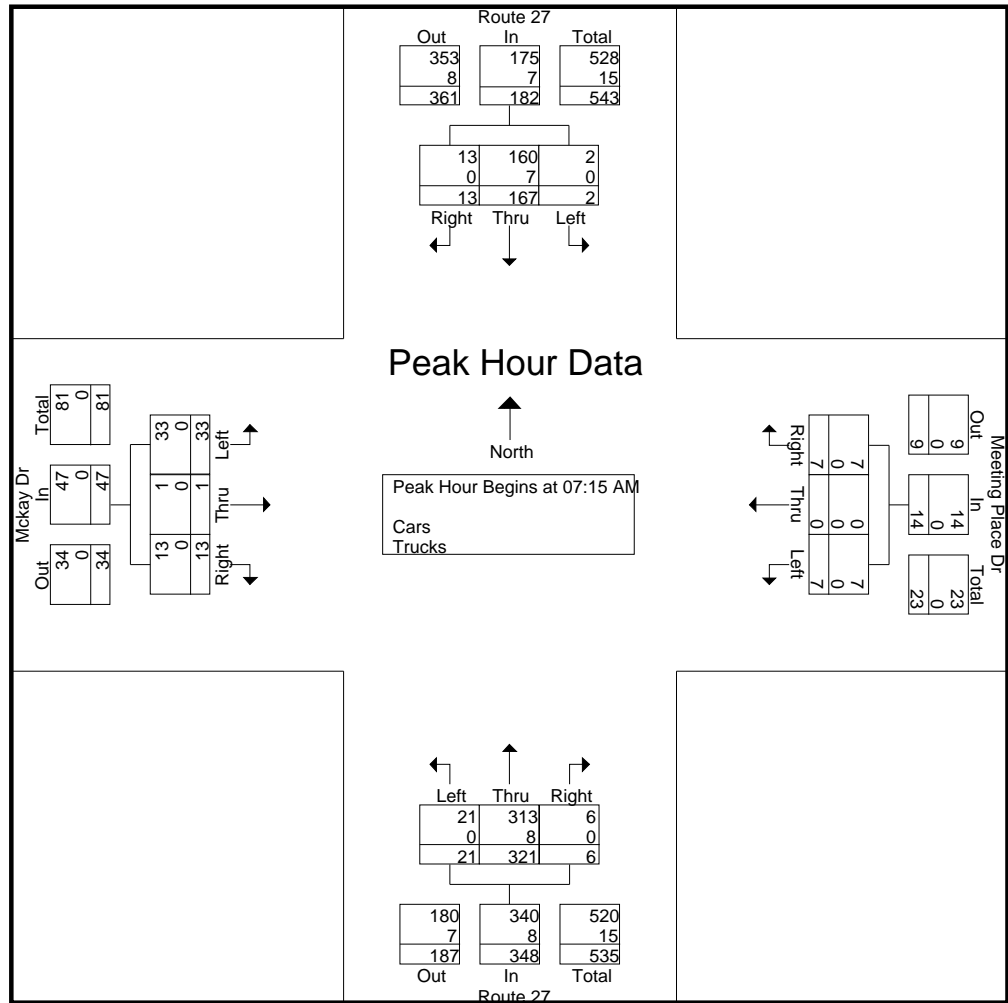 Route 27
Out In Total
353 175 528
8 7 15
361 182 543
13 160 2
0 7 0
13 167 2
Right Thru Left
Peak Hour Data
North
Peak Hour Begins at 07:15 AM
Cars
Trucks
Mckay Dr
Out In Total
34 47 81
0 0 0
34 47 81
33 1 13
0 0 0
33 1 13
Left Thru Right
Meeting Place Dr
Out In Total
9 14 23
0 0 0
9 14 23
7 0 7
0 0 0
7 0 7
Right Thru Left
Left Thru Right
21 313 6
0 8 0
21 321 6
180 340 520
7 8 15
187 348 535
Out In Total
Route 27